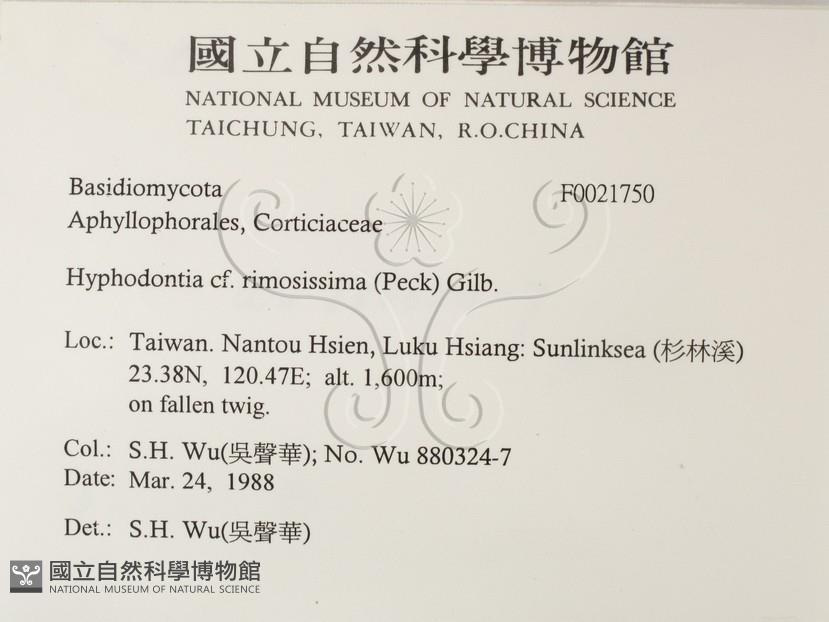 國立自然科學博物館
NATIONAL MUSEUM OF NATURAL SCIENCE
TAICHUNG, TAIWAN, R.O.CHINA
Basidiomycota F0021750
Aphyllophorales, Corticiaceae
Hyphodontia cf. rimosissima (Peck) Gilb.
Loc.: Taiwan. Nantou Hsien, Luku Hsiang: Sunlinksea (杉林溪)
23.38N, 120.47E; alt. 1,600m;
on fallen twig.
Col.: S.H. Wu(吳聲華); No. Wu 880324-7
Date: Mar. 24, 1988
Det.: S.H. Wu(吳聲華)
國立自然科學博物館
NATIONAL MUSEUM OF NATURAL SCIENCE